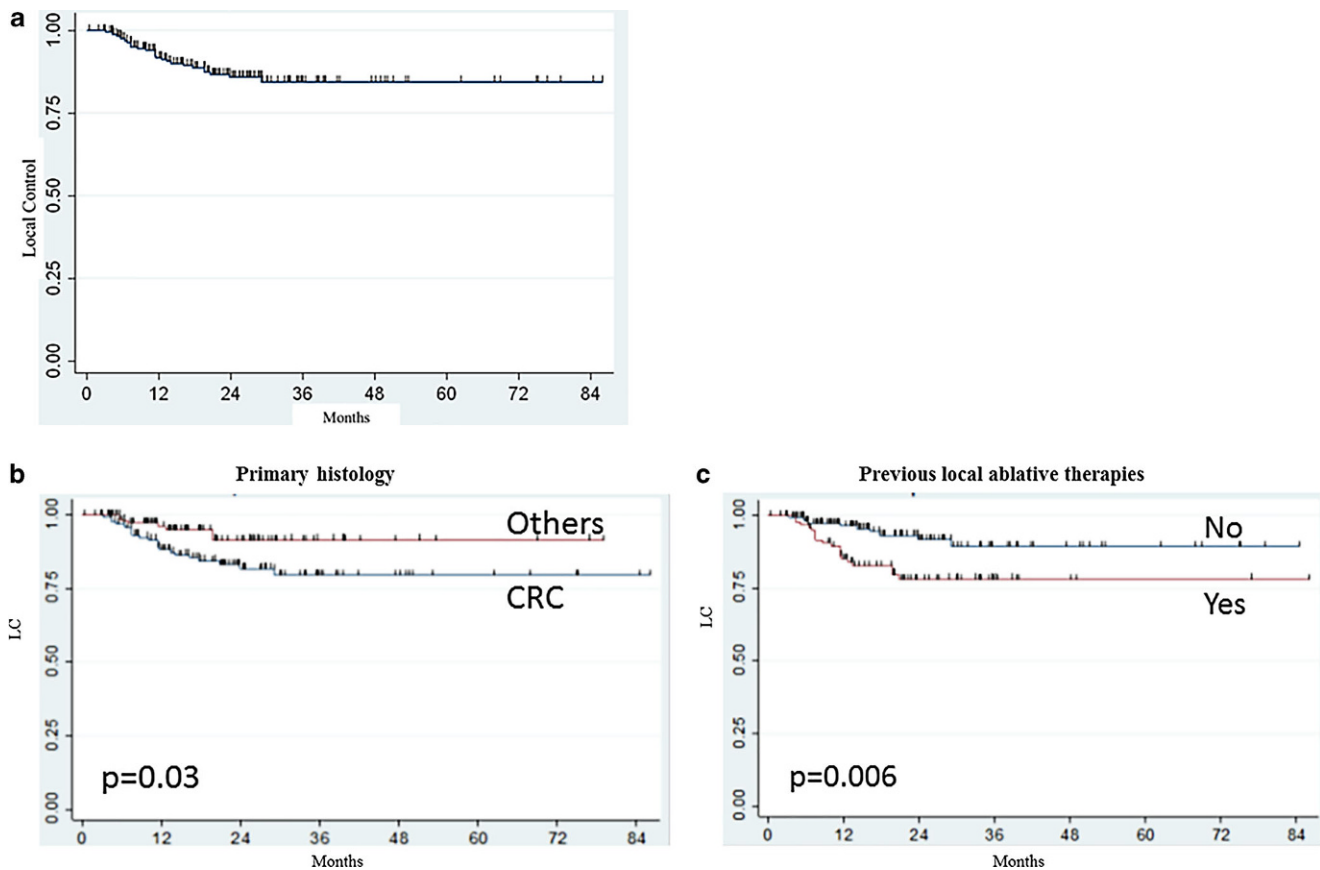 a
1.00
0.75
0.50
0.25
0.00
Local Control
0 12 24 36 48 60 72 84
Months
b
Primary histology
1.00
0.75
0.50
0.25
0.00
LC
Others
CRC
p=0.03
0 12 24 36 48 60 72 84
Months
c
Previous local ablative therapies
1.00
0.75
0.50
0.25
0.00
LC
No
Yes
p=0.006
0 12 24 36 48 60 72 84
Months